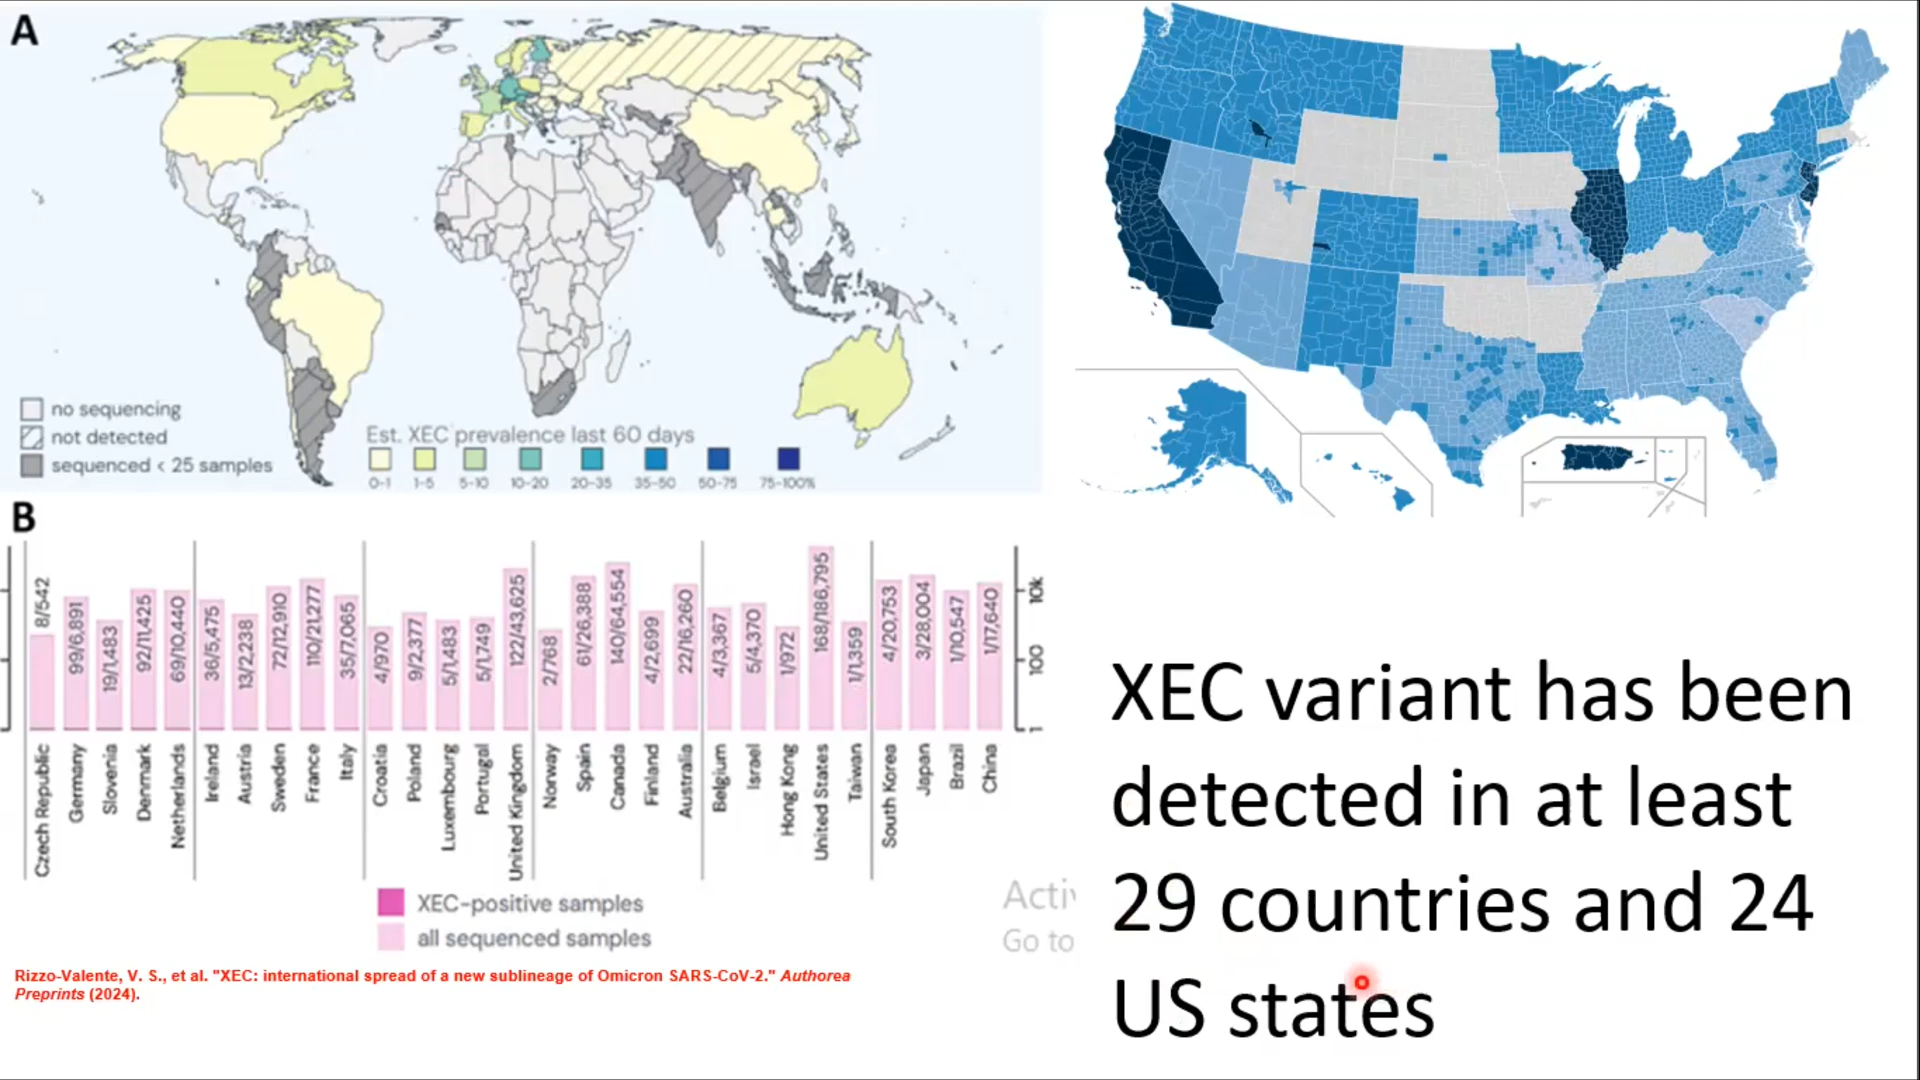 A
no sequencing
not detected
sequenced < 25 samples
Est. XEC prevalence last 60 days
0-1 1-5 5-10 10-20 20-35 35-50 50-75 75-100%
B
8/542
99/6,891
19/1,483
92/11,425
69/10,440
36/5,475
13/2,238
72/12,910
110/21,277
35/7,065
4/970
9/2,377
5/1,483
5/1,749
122/43,625
2/768
61/26,388
140/64,554
4/2,699
22/16,260
4/3,367
5/4,370
1/972
168/186,795
1/1,359
4/20,753
3/28,004
1/10,547
1/17,640
10k
100
1
Czech Republic
Germany
Slovenia
Denmark
Netherlands
Ireland
Austria
Sweden
France
Italy
Croatia
Poland
Luxembourg
Portugal
United Kingdom
Norway
Spain
Canada
Finland
Australia
Belgium
Israel
Hong Kong
United States
Taiwan
South Korea
Japan
Brazil
China
XEC-positive samples
all sequenced samples
Acti
Go to
Rizzo-Valente, V. S., et al. "XEC: international spread of a new sublineage of Omicron SARS-CoV-2." Authorea
Preprints (2024).
XEC variant has been
detected in at least
29 countries and 24
US states